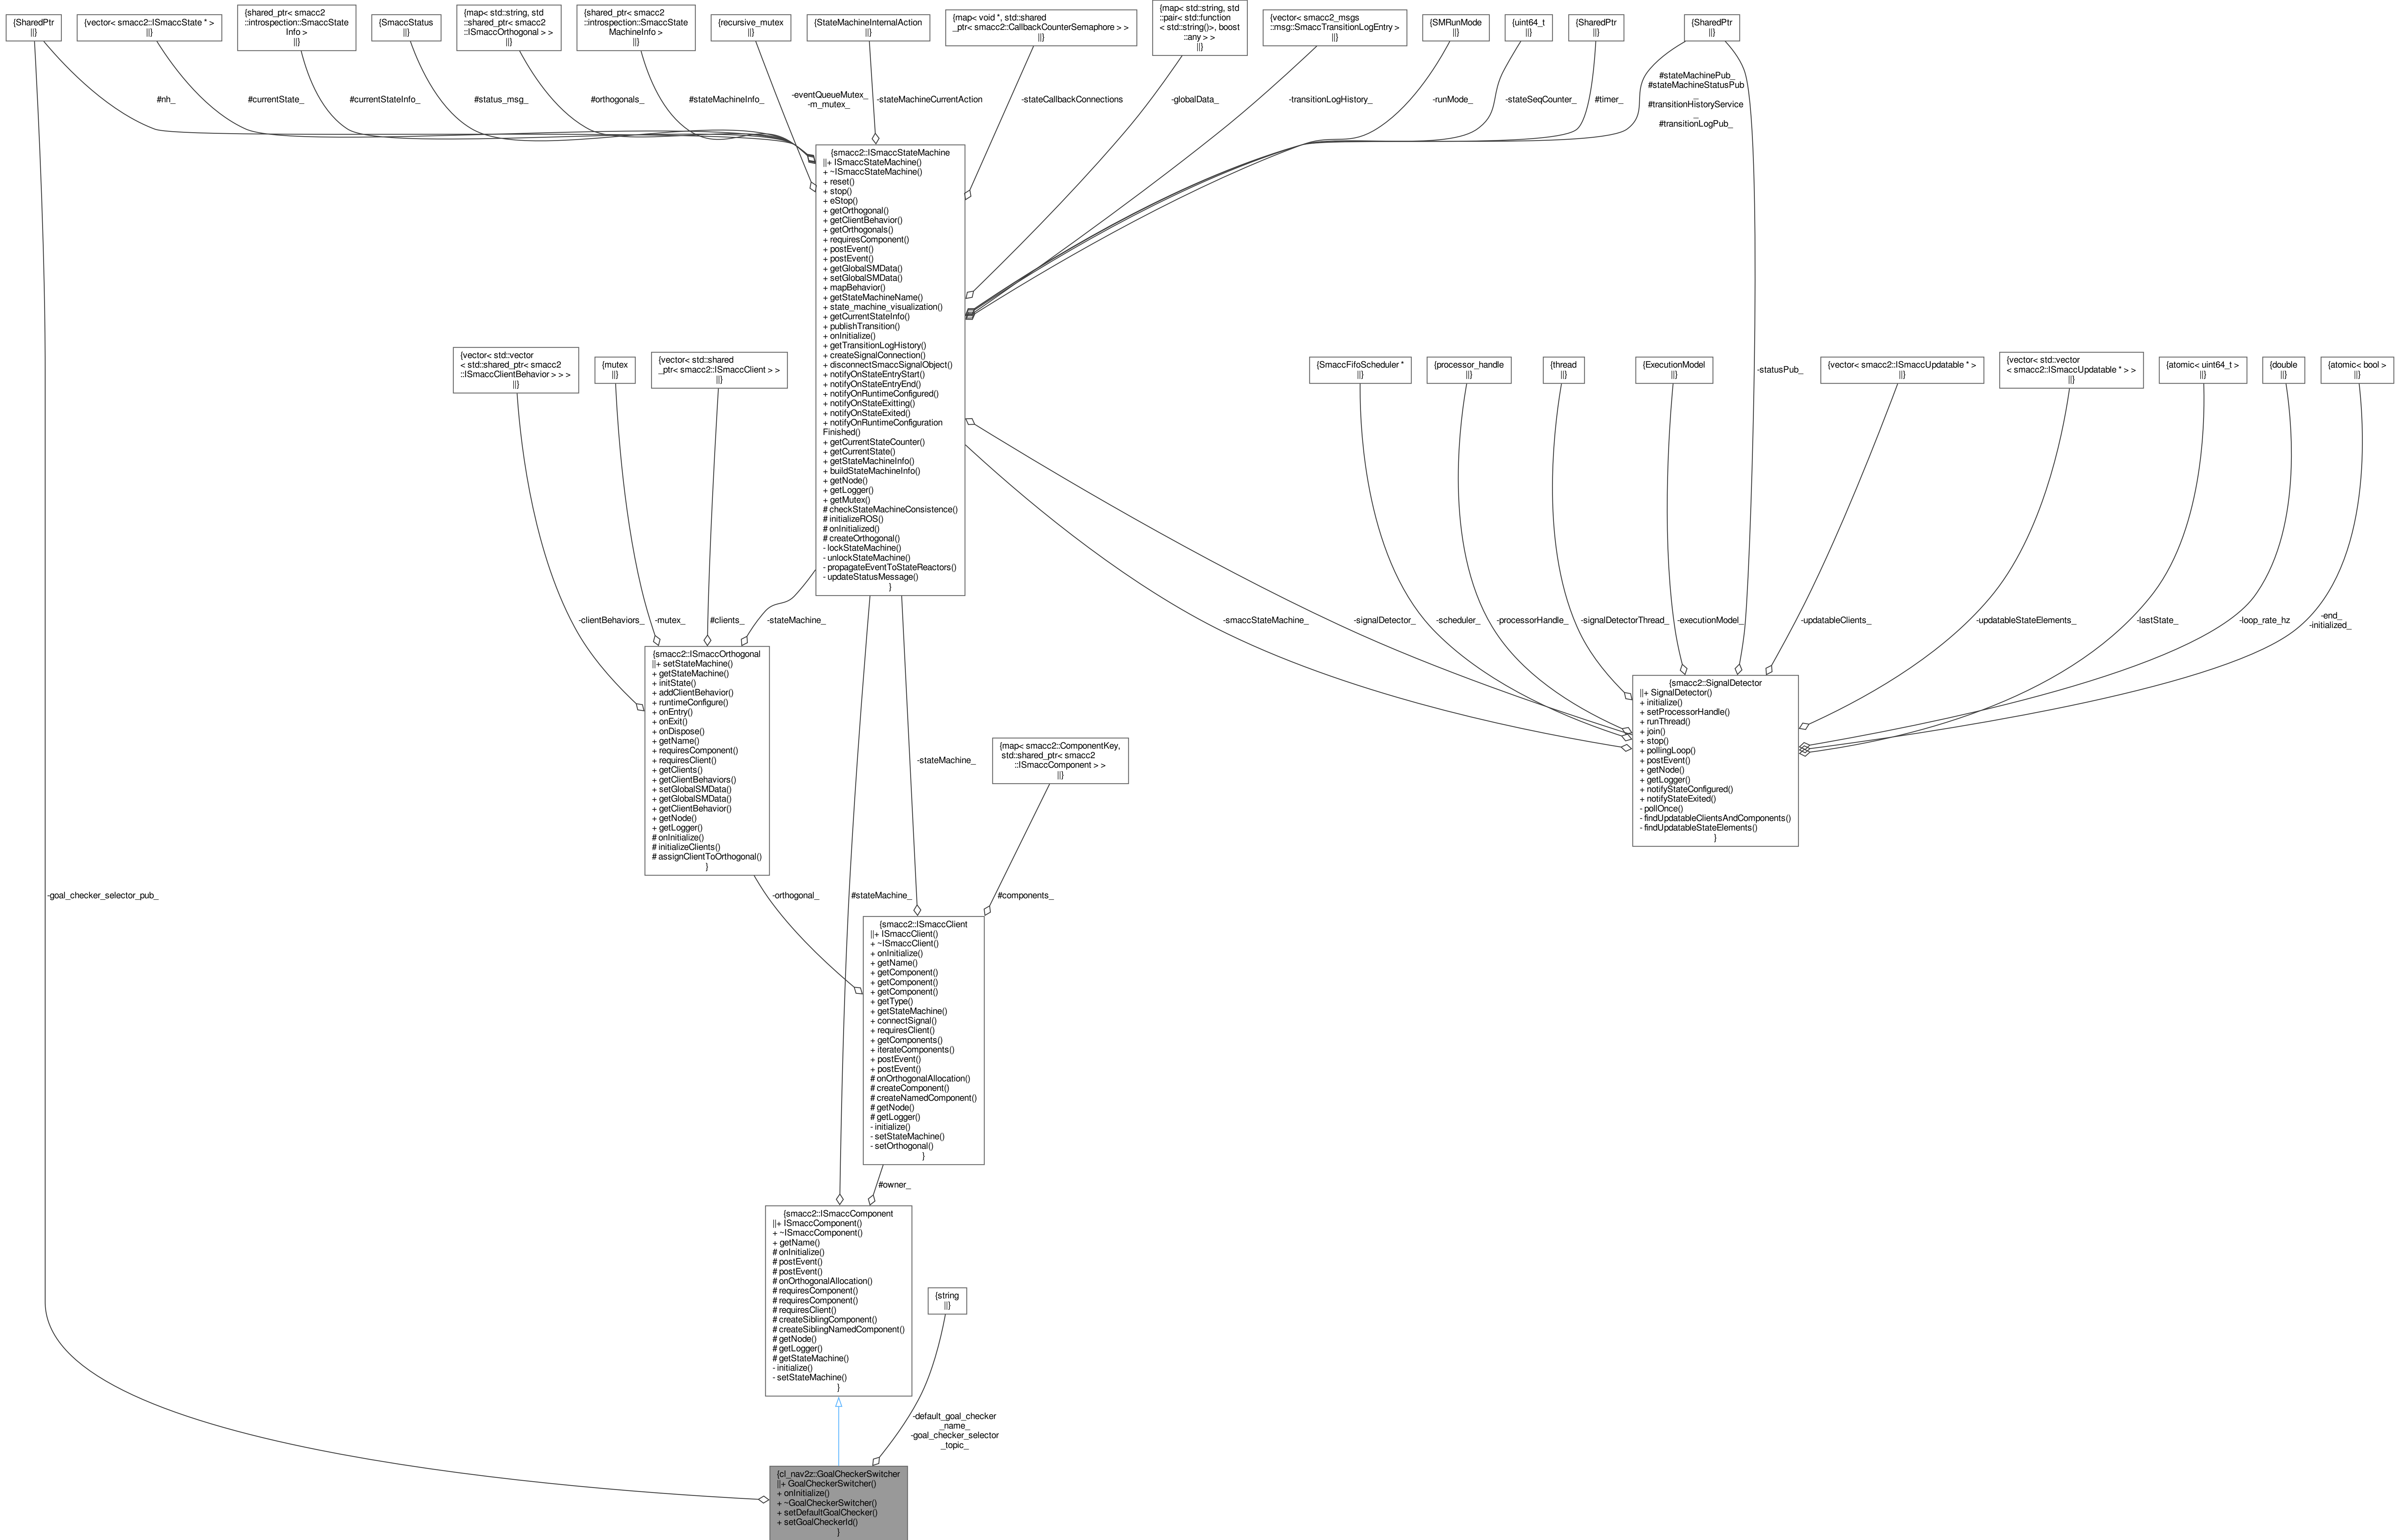 {SharedPtr
||}
{vector< smacc2::ISmaccState * >
||}
{shared_ptr< smacc2
::introspection::SmaccState
Info >
||}
{SmaccStatus
||}
{map< std::string, std
::shared_ptr< smacc2
::ISmaccOrthogonal > >
||}
{shared_ptr< smacc2
::introspection::SmaccState
MachineInfo >
||}
{recursive_mutex
||}
{StateMachineInternalAction
||}
{map< void *, std::shared
_ptr< smacc2::CallbackCounterSemaphore > >
||}
{map< std::string, std
::pair< std::function
< std::string()>, boost
::any > >
||}
{vector< smacc2_msgs
::msg::SmaccTransitionLogEntry >
||}
{SMRunMode
||}
{uint64_t
||}
{SharedPtr
||}
{SharedPtr
||}
#nh_
#currentState_
#currentStateInfo_
#status_msg_
#orthogonals_
#stateMachineInfo_
-eventQueueMutex_
-m_mutex_
-stateMachineCurrentAction
-stateCallbackConnections
-globalData_
-transitionLogHistory_
-runMode_
-stateSeqCounter_
#timer_
#stateMachinePub_
#stateMachineStatusPub
_
#transitionHistoryService
_
#transitionLogPub_
{smacc2::ISmaccStateMachine
||+ ISmaccStateMachine()
+ ~ISmaccStateMachine()
+ reset()
+ stop()
+ eStop()
+ getOrthogonal()
+ getClientBehavior()
+ getOrthogonals()
+ requiresComponent()
+ postEvent()
+ postEvent()
+ getGlobalSMData()
+ setGlobalSMData()
+ mapBehavior()
+ getStateMachineName()
+ state_machine_visualization()
+ getCurrentStateInfo()
+ publishTransition()
+ onInitialize()
+ getTransitionLogHistory()
+ createSignalConnection()
+ disconnectSmaccSignalObject()
+ notifyOnStateEntryStart()
+ notifyOnStateEntryEnd()
+ notifyOnRuntimeConfigured()
+ notifyOnStateExitting()
+ notifyOnStateExited()
+ notifyOnRuntimeConfiguration
Finished()
+ getCurrentStateCounter()
+ getCurrentState()
+ getStateMachineInfo()
+ buildStateMachineInfo()
+ getNode()
+ getLogger()
+ getMutex()
# checkStateMachineConsistence()
# initializeROS()
# onInitialized()
# createOrthogonal()
- lockStateMachine()
- unlockStateMachine()
- propagateEventToStateReactors()
- updateStatusMessage()
}
{vector< std::vector
< std::shared_ptr< smacc2
::ISmaccClientBehavior > > >
||}
{mutex
||}
{vector< std::shared
_ptr< smacc2::ISmaccClient > >
||}
{SmaccFifoScheduler *
||}
{processor_handle
||}
{thread
||}
{ExecutionModel
||}
-statusPub_
{vector< smacc2::ISmaccUpdatable * >
||}
{vector< std::vector
< smacc2::ISmaccUpdatable * > >
||}
{atomic< uint64_t >
||}
{double
||}
{atomic< bool >
||}
-clientBehaviors_
-mutex_
#clients_
-stateMachine_
-smaccStateMachine_
-signalDetector_
-scheduler_
-processorHandle_
-signalDetectorThread_
-executionModel_
-updatableClients_
-updatableStateElements_
-lastState_
-loop_rate_hz
-end_
-initialized_
{smacc2::ISmaccOrthogonal
||+ setStateMachine()
+ getStateMachine()
+ initState()
+ addClientBehavior()
+ runtimeConfigure()
+ onEntry()
+ onExit()
+ onDispose()
+ getName()
+ requiresComponent()
+ requiresClient()
+ getClients()
+ getClientBehaviors()
+ setGlobalSMData()
+ getGlobalSMData()
+ getClientBehavior()
+ getNode()
+ getLogger()
# onInitialize()
# initializeClients()
# assignClientToOrthogonal()
}
{smacc2::SignalDetector
||+ SignalDetector()
+ initialize()
+ setProcessorHandle()
+ runThread()
+ join()
+ stop()
+ pollingLoop()
+ postEvent()
+ getNode()
+ getLogger()
+ notifyStateConfigured()
+ notifyStateExited()
- pollOnce()
- findUpdatableClientsAndComponents()
- findUpdatableStateElements()
}
-stateMachine_
{map< smacc2::ComponentKey,
std::shared_ptr< smacc2
::ISmaccComponent > >
||}
-goal_checker_selector_pub_
-orthogonal_
#stateMachine_
#components_
{smacc2::ISmaccClient
||+ ISmaccClient()
+ ~ISmaccClient()
+ onInitialize()
+ getName()
+ getComponent()
+ getComponent()
+ getComponent()
+ getType()
+ getStateMachine()
+ connectSignal()
+ requiresClient()
+ getComponents()
+ iterateComponents()
+ postEvent()
+ postEvent()
# onOrthogonalAllocation()
# createComponent()
# createNamedComponent()
# getNode()
# getLogger()
- initialize()
- setStateMachine()
- setOrthogonal()
}
#owner_
{smacc2::ISmaccComponent
||+ ISmaccComponent()
+ ~ISmaccComponent()
+ getName()
# onInitialize()
# postEvent()
# postEvent()
# onOrthogonalAllocation()
# requiresComponent()
# requiresComponent()
# requiresClient()
# createSiblingComponent()
# createSiblingNamedComponent()
# getNode()
# getLogger()
# getStateMachine()
- initialize()
- setStateMachine()
}
{string
||}
-default_goal_checker
_name_
-goal_checker_selector
_topic_
{cl_nav2z::GoalCheckerSwitcher
||+ GoalCheckerSwitcher()
+ onInitialize()
+ ~GoalCheckerSwitcher()
+ setDefaultGoalChecker()
+ setGoalCheckerId()
}